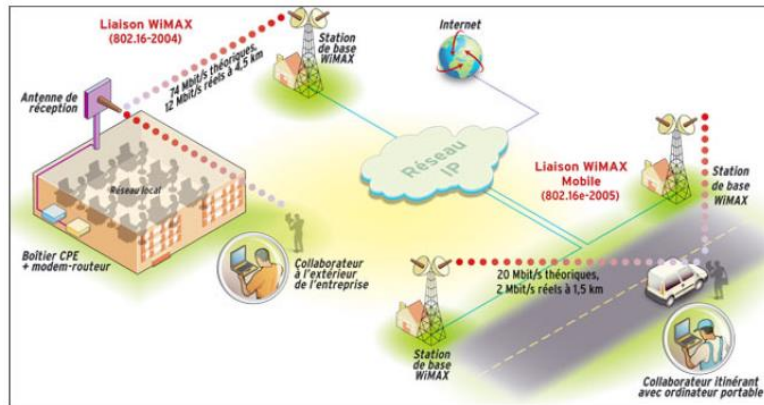 Liaison WiMAX
(802.16-2004)
Station
de base
WiMAX
Internet
74 Mbit/s théoriques,
12 Mbit/s réels à 4,5 km
Antenne de
réception
Réseau local
Boîtier CPE
+ modem-routeur
Collaborateur
à l'extérieur
de l'entreprise
Réseau
IP
Liaison WiMAX
Mobile
(802.16e-2005)
Station
de base
WiMAX
20 Mbit/s théoriques,
2 Mbit/s réels à 1,5 km
Station
de base
WiMAX
Collaborateur itinérant
avec ordinateur portable